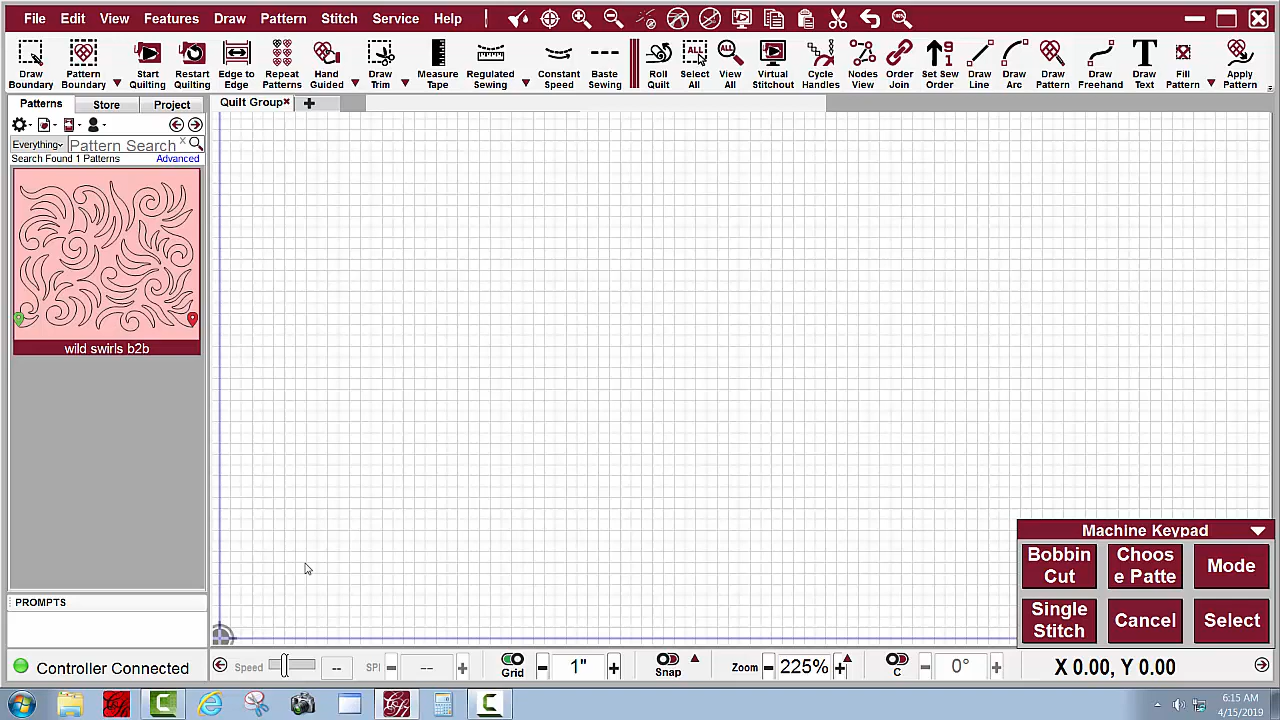 File Edit View Features Draw Pattern Stitch Service Help
Draw Boundary
Pattern Boundary
Start Quilting
Restart Quilting
Edge to Edge
Repeat Patterns
Hand Guided
Draw Trim
Measure Tape
Regulated Sewing
Constant Speed
Baste Sewing
Roll Quilt
ALL
Select All
ALL
View All
Virtual Stitchout
Cycle Handles
Nodes View
Order Join
9
1
Set Sew Order
Draw Line
Draw Arc
Draw Pattern
Draw Freehand
Draw Text
Fill Pattern
Apply Pattern
Patterns Store Project Quilt Group
Everything Pattern Search
Search Found 1 Patterns Advanced
wild swirls b2b
Machine Keypad
Bobbin Cut
Choos e Patte
Mode
Single Stitch
Cancel
Select
PROMPTS
Controller Connected
Speed -- SPI -- Grid 1" Snap Zoom 225% C 0° X 0.00, Y 0.00
6:15 AM
4/15/2019